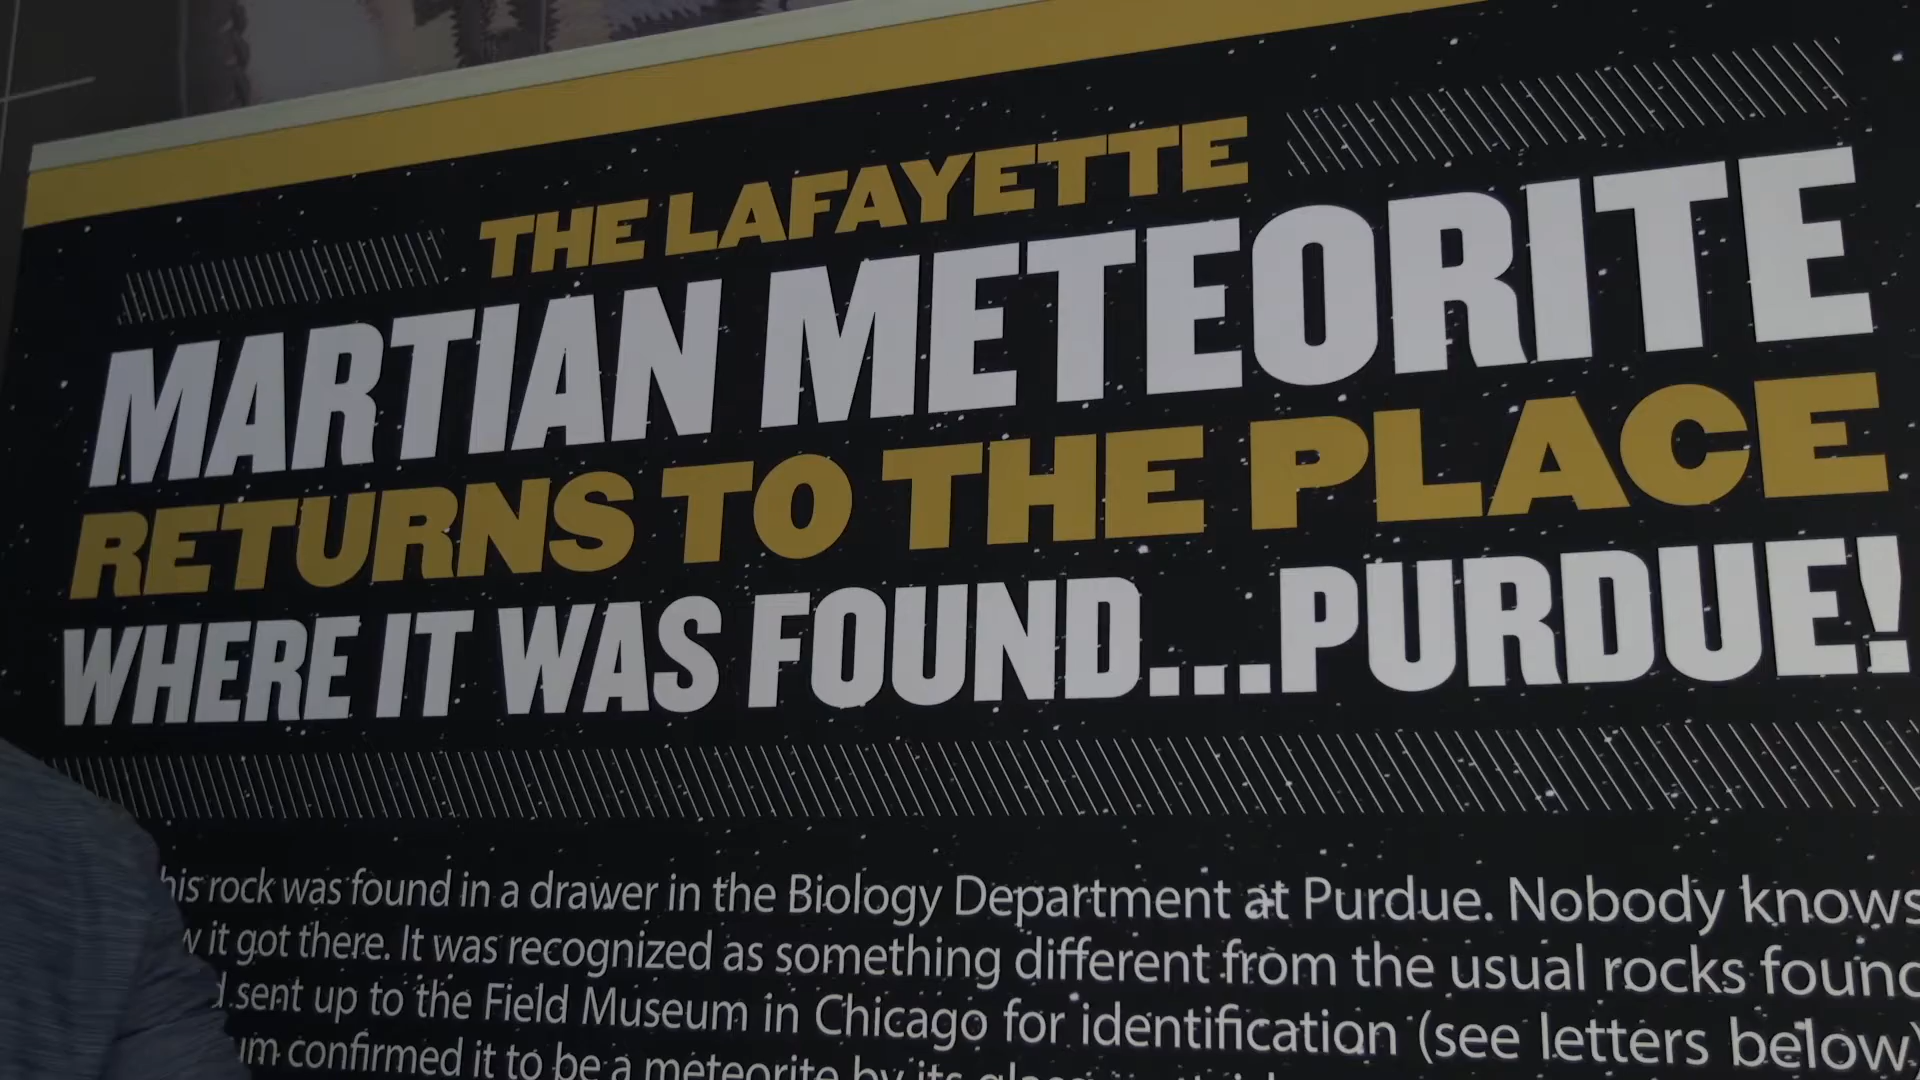 THE LAFAYETTE
MARTIAN METEORITE
RETURNS TO THE PLACE
WHERE IT WAS FOUND...PURDUE!
his rock was found in a drawer in the Biology Department at Purdue. Nobody knows
w it got there. It was recognized as something different from the usual rocks found
d sent up to the Field Museum in Chicago for identification (see letters below)
um confirmed it to be a meteorite by its